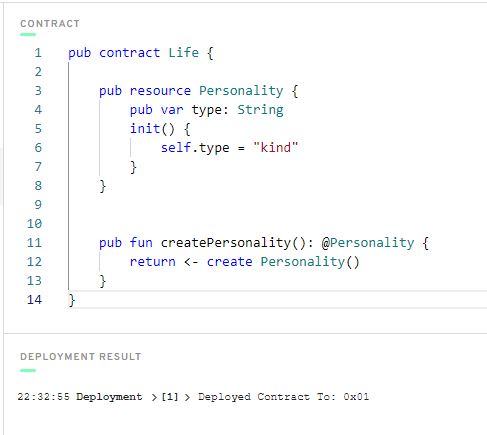 CONTRACT
1 pub contract Life {
2
3 pub resource Personality {
4 pub var type: String
5 init() {
6 self.type = "kind"
7 }
8 }
9
10
11 pub fun createPersonality(): @Personality {
12 return <- create Personality()
13 }
14 }
DEPLOYMENT RESULT
22:32:55 Deployment > [1] > Deployed Contract To: 0x01